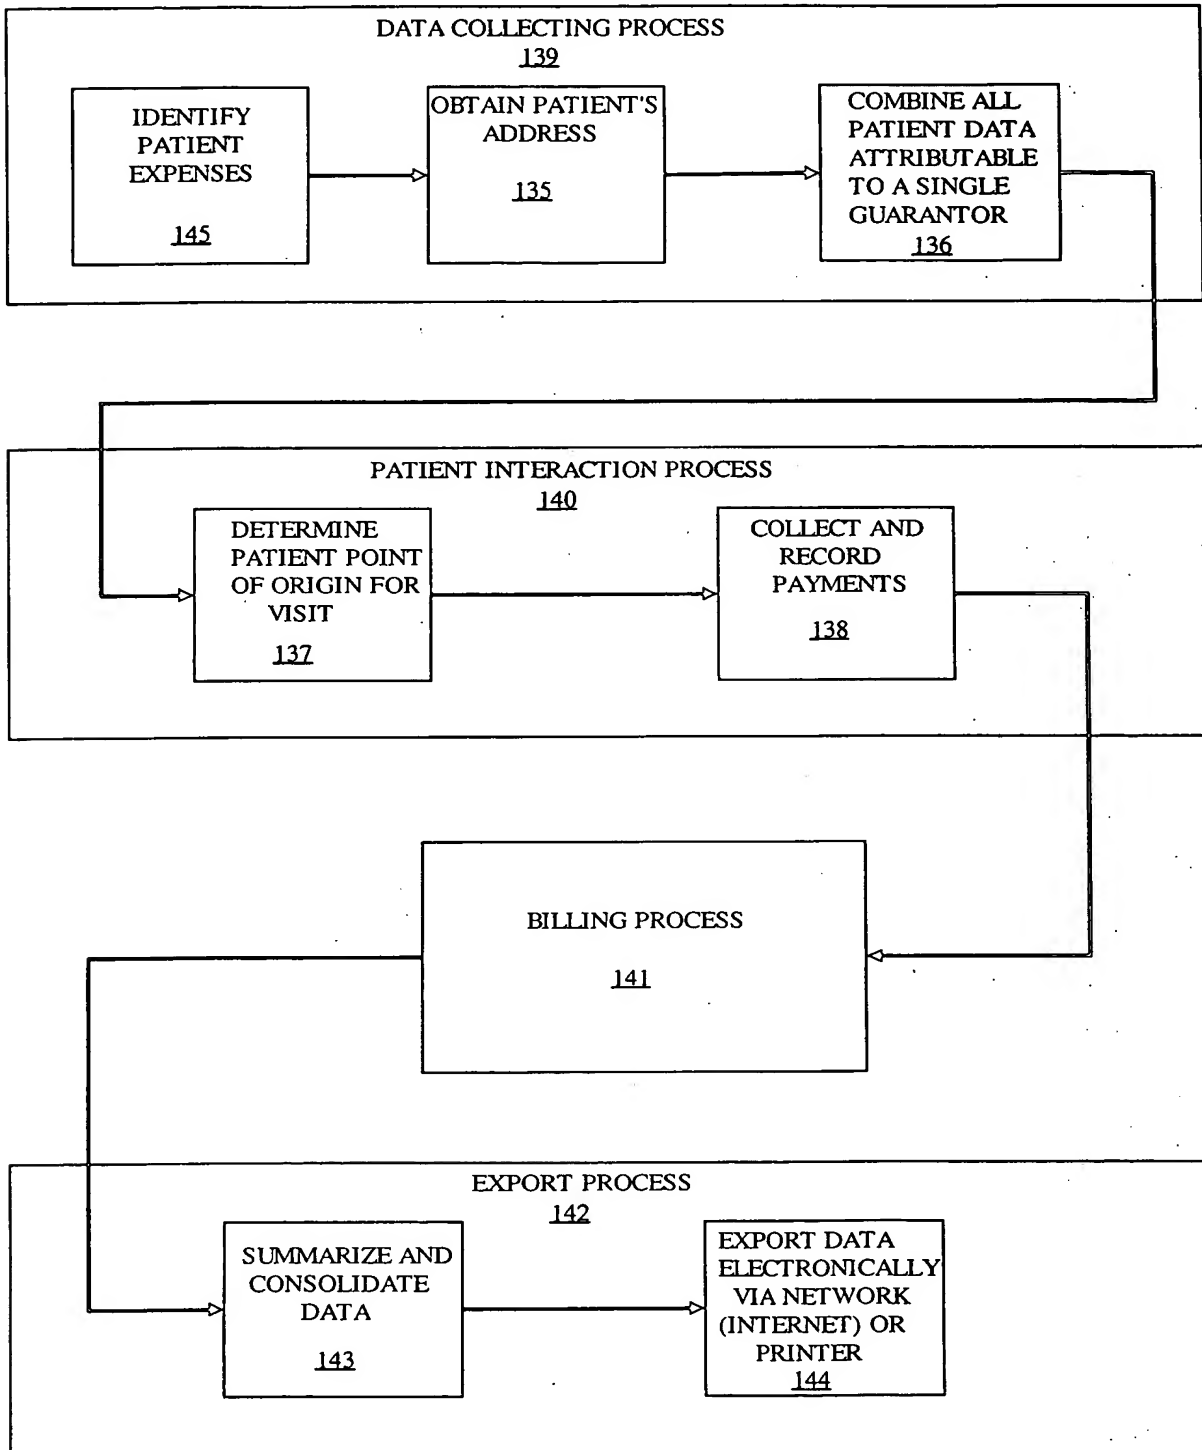 DATA COLLECTING PROCESS
139
IDENTIFY
PATIENT
EXPENSES
145
OBTAIN PATIENT'S
ADDRESS
135
COMBINE ALL
PATIENT DATA
ATTRIBUTABLE
TO A SINGLE
GUARANTOR
136
PATIENT INTERACTION PROCESS
140
DETERMINE
PATIENT POINT
OF ORIGIN FOR
VISIT
137
COLLECT AND
RECORD
PAYMENTS
138
BILLING PROCESS
141
EXPORT PROCESS
142
SUMMARIZE AND
CONSOLIDATE
DATA
143
EXPORT DATA
ELECTRONICALLY
VIA NETWORK
(INTERNET) OR
PRINTER
144